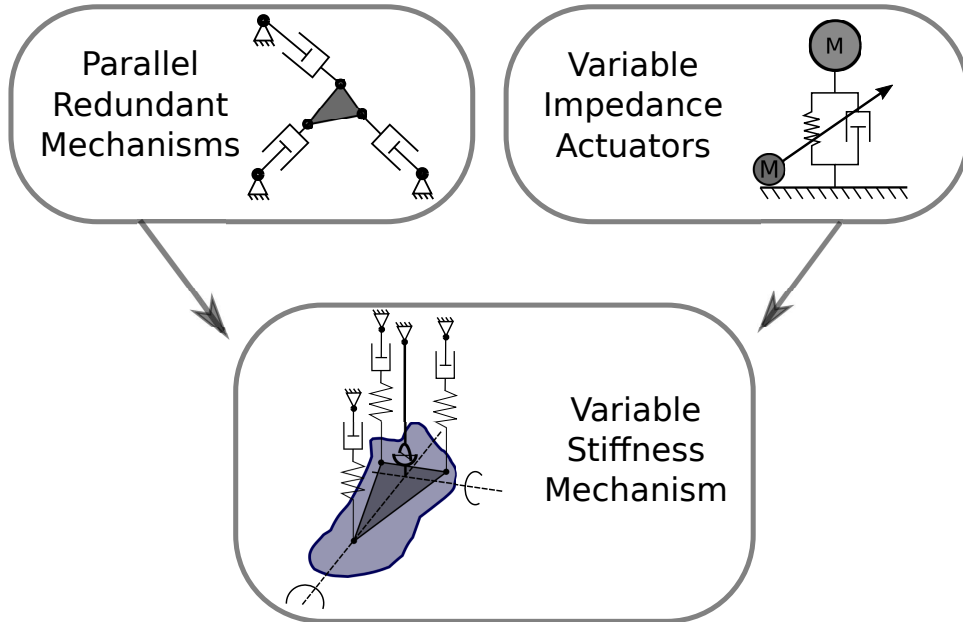 Parallel
Redundant
Mechanisms
Variable
Impedance
Actuators
M
M
Variable
Stiffness
Mechanism